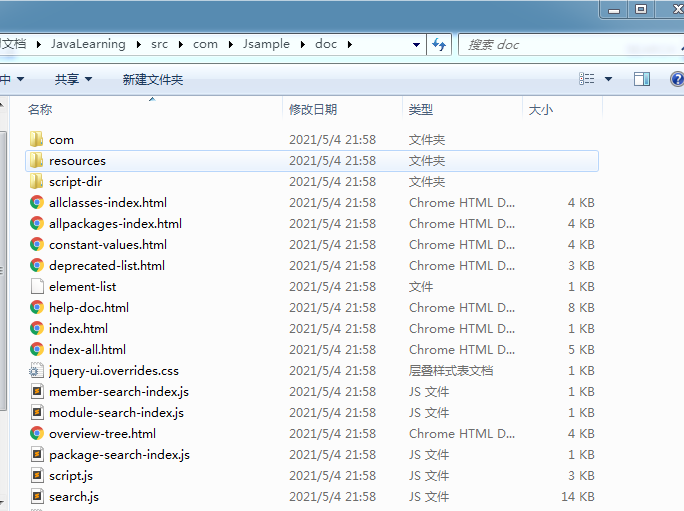 文档 JavaLearning src com Jsample doc 搜索 doc
中 共享 新建文件夹
名称 修改日期 类型 大小
com 2021/5/4 21:58 文件夹
resources 2021/5/4 21:58 文件夹
script-dir 2021/5/4 21:58 文件夹
allclasses-index.html 2021/5/4 21:58 Chrome HTML D... 4 KB
allpackages-index.html 2021/5/4 21:58 Chrome HTML D... 4 KB
constant-values.html 2021/5/4 21:58 Chrome HTML D... 4 KB
deprecated-list.html 2021/5/4 21:58 Chrome HTML D... 3 KB
element-list 2021/5/4 21:58 文件 1 KB
help-doc.html 2021/5/4 21:58 Chrome HTML D... 8 KB
index.html 2021/5/4 21:58 Chrome HTML D... 1 KB
index-all.html 2021/5/4 21:58 Chrome HTML D... 5 KB
jquery-ui.overrides.css 2021/5/4 21:58 层叠样式表文档 1 KB
member-search-index.js 2021/5/4 21:58 JS 文件 1 KB
module-search-index.js 2021/5/4 21:58 JS 文件 1 KB
overview-tree.html 2021/5/4 21:58 Chrome HTML D... 4 KB
package-search-index.js 2021/5/4 21:58 JS 文件 1 KB
script.js 2021/5/4 21:58 JS 文件 3 KB
search.js 2021/5/4 21:58 JS 文件 14 KB